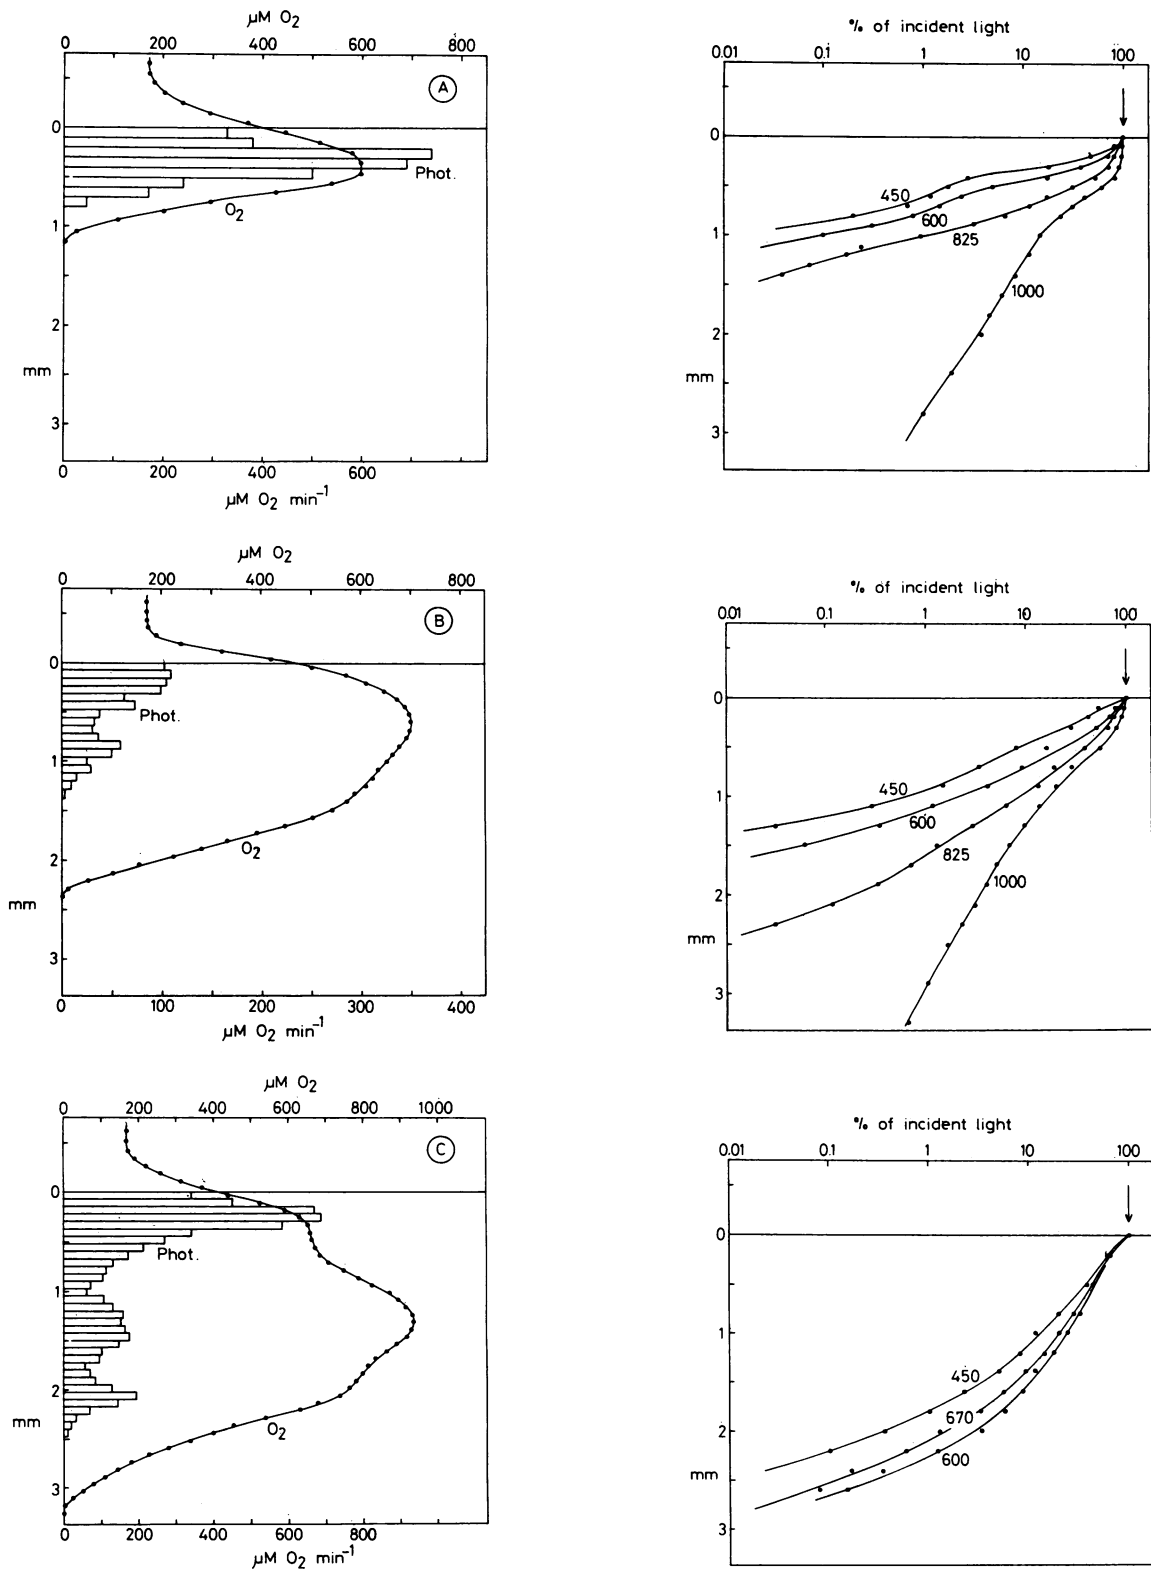 µM O2
0 200 400 600 800
A
0
Phot.
O2
1
2
mm
3
0 200 400 600
µM O2 min⁻¹
% of incident light
0.01 0.1 1 10 100
0
450
600
825
1
1000
2
mm
3
µM O2
0 200 400 600 800
B
0
Phot.
1
O2
2
mm
3
0 100 200 300 400
µM O2 min⁻¹
% of incident light
0.01 0.1 1 10 100
0
450
1
600
825
1000
2
mm
3
µM O2
0 200 400 600 800 1000
C
0
Phot.
1
2
mm
O2
3
0 200 400 600 800
µM O2 min⁻¹
% of incident light
0.01 0.1 1 10 100
0
1
450
670
2
600
mm
3